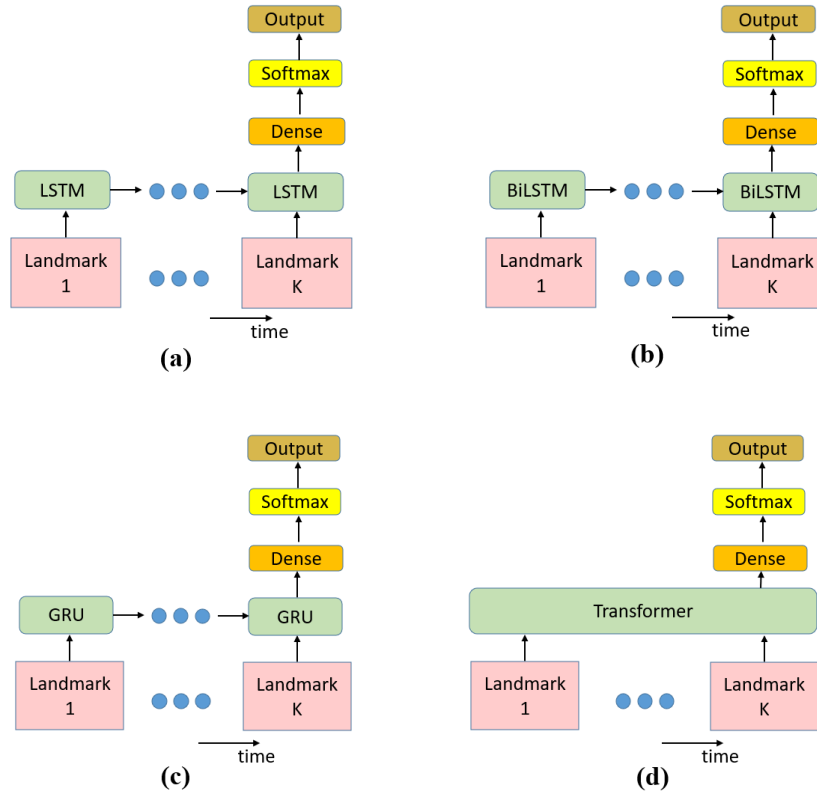 Output
Softmax
Dense
LSTM
LSTM
Landmark
1
Landmark
K
time
(a)
Output
Softmax
Dense
BiLSTM
BiLSTM
Landmark
1
Landmark
K
time
(b)
Output
Softmax
Dense
GRU
GRU
Landmark
1
Landmark
K
time
(c)
Output
Softmax
Dense
Transformer
Landmark
1
Landmark
K
time
(d)